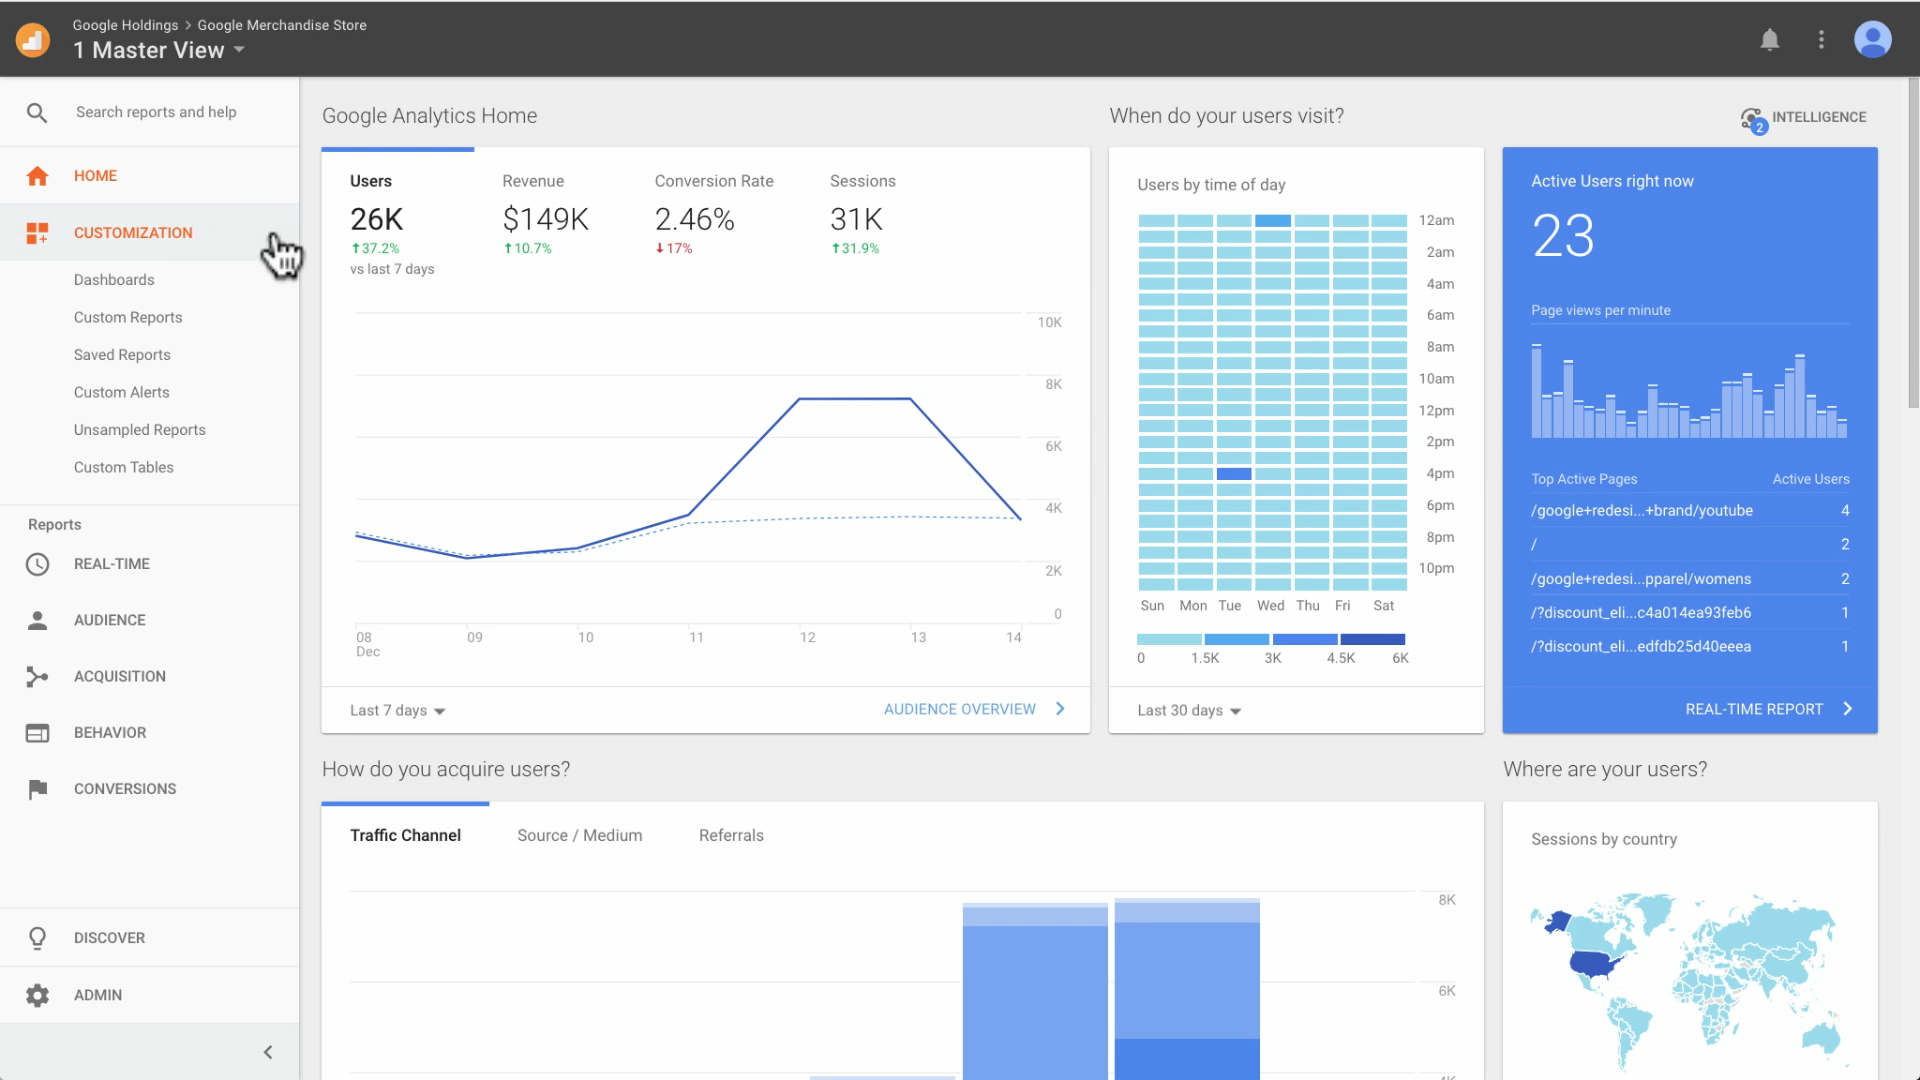 Google Holdings > Google Merchandise Store
1 Master View
Search reports and help
HOME
CUSTOMIZATION
Dashboards
Custom Reports
Saved Reports
Custom Alerts
Unsampled Reports
Custom Tables
Reports
REAL-TIME
AUDIENCE
ACQUISITION
BEHAVIOR
CONVERSIONS
DISCOVER
ADMIN
Google Analytics Home
Users
26K
37.2%
vs last 7 days
Revenue
$149K
10.7%
Conversion Rate
2.46%
17%
Sessions
31K
31.9%
10K
8K
6K
4K
2K
0
08 09 10 11 12 13 14
Dec
Last 7 days
AUDIENCE OVERVIEW
When do your users visit?
Users by time of day
12am
2am
4am
6am
8am
10am
12pm
2pm
4pm
6pm
8pm
10pm
Sun Mon Tue Wed Thu Fri Sat
0 1.5K 3K 4.5K 6K
Last 30 days
2
INTELLIGENCE
Active Users right now
23
Page views per minute
Top Active Pages Active Users
/google+redesi...+brand/youtube 4
/ 2
/google+redesi...pparel/womens 2
/?discount_eli...c4a014ea93feb6 1
/?discount_eli...edfdb25d40eeea 1
REAL-TIME REPORT
How do you acquire users?
Traffic Channel Source / Medium Referrals
8K
6K
4K
Where are your users?
Sessions by country